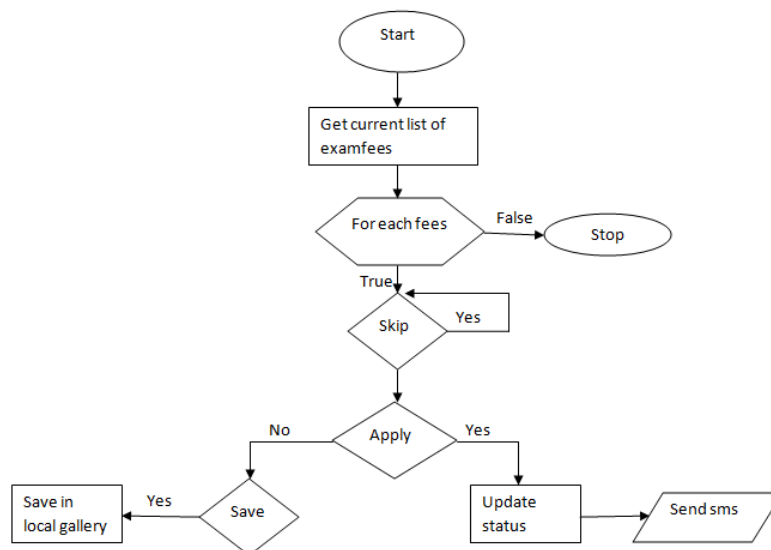 Start
Get current list of
examfees
For each fees
False
Stop
True
Skip
Yes
Apply
No
Yes
Save in
local gallery
Yes
Save
Update
status
Send sms